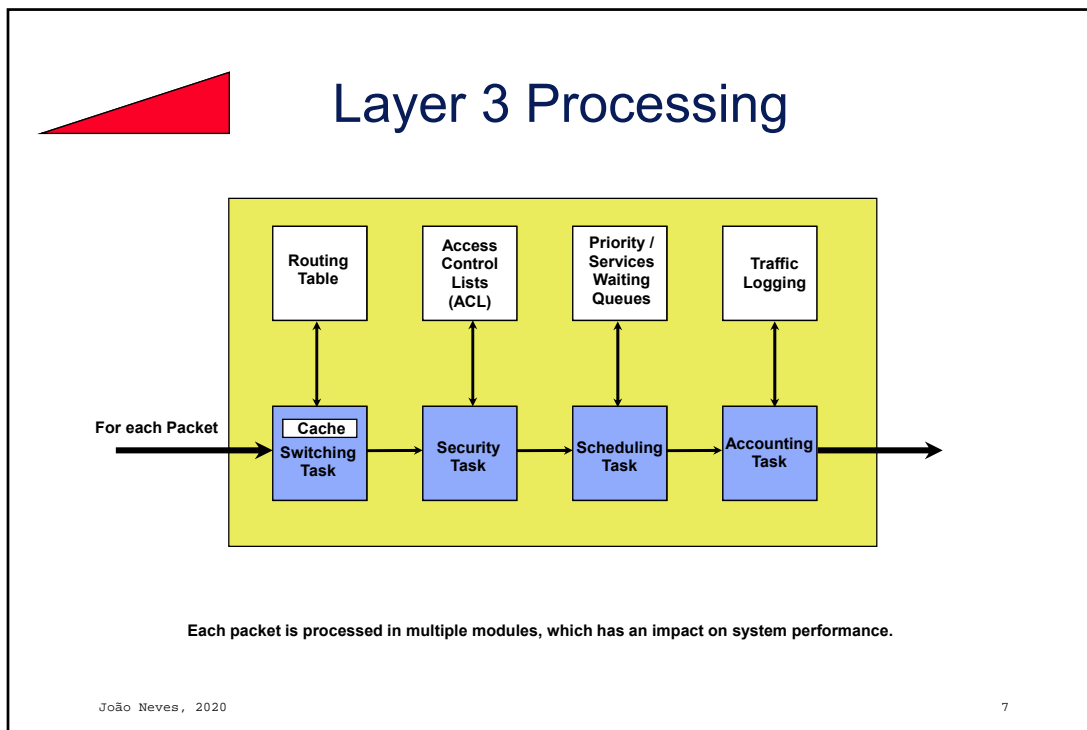 Layer 3 Processing
Routing
Table
Access
Control
Lists
(ACL)
Priority /
Services
Waiting
Queues
Traffic
Logging
For each Packet
Cache
Switching
Task
Security
Task
Scheduling
Task
Accounting
Task
Each packet is processed in multiple modules, which has an impact on system performance.
João Neves, 2020
7